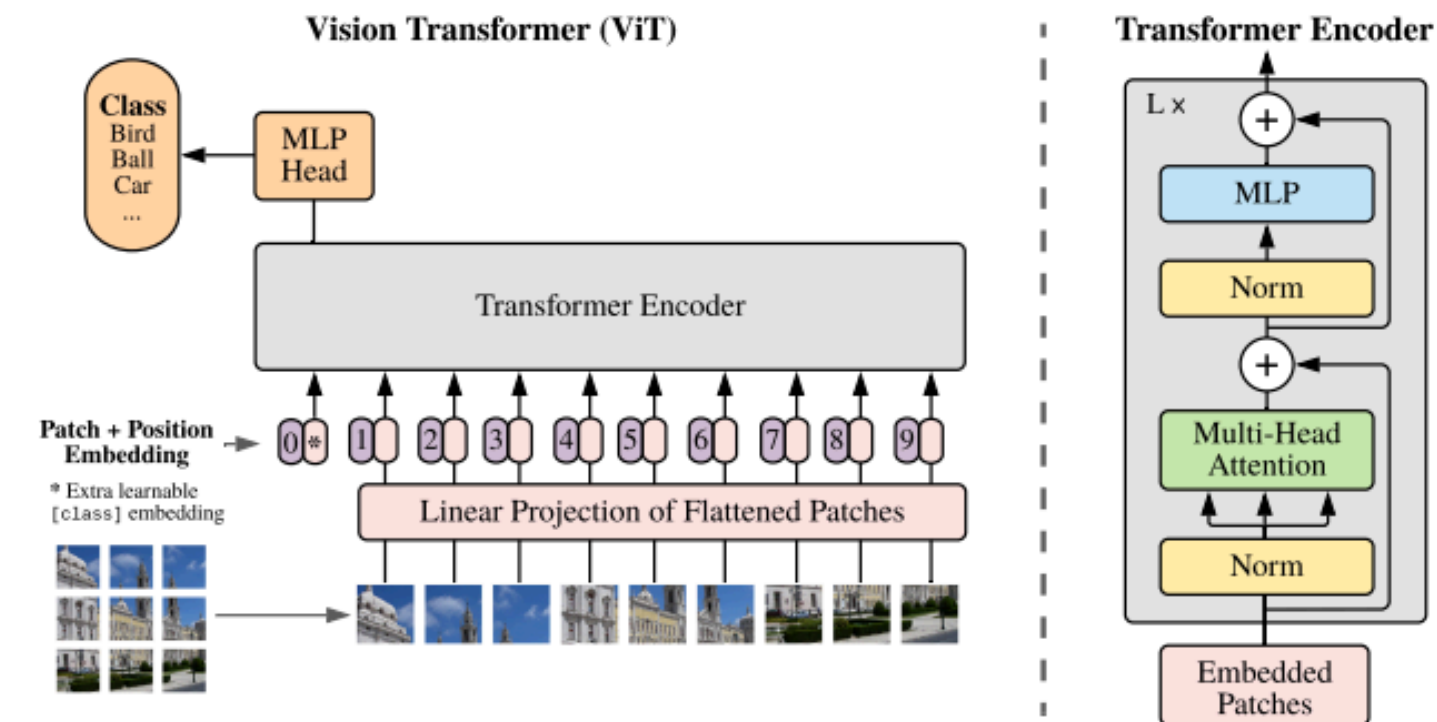 Vision Transformer (ViT)
Class
Bird
Ball
Car
...
MLP
Head
Transformer Encoder
Patch + Position
Embedding
* Extra learnable
[class] embedding
0 *
1
2
3
4
5
6
7
8
9
Linear Projection of Flattened Patches
Transformer Encoder
L ×
+
MLP
Norm
+
Multi-Head
Attention
Norm
Embedded
Patches